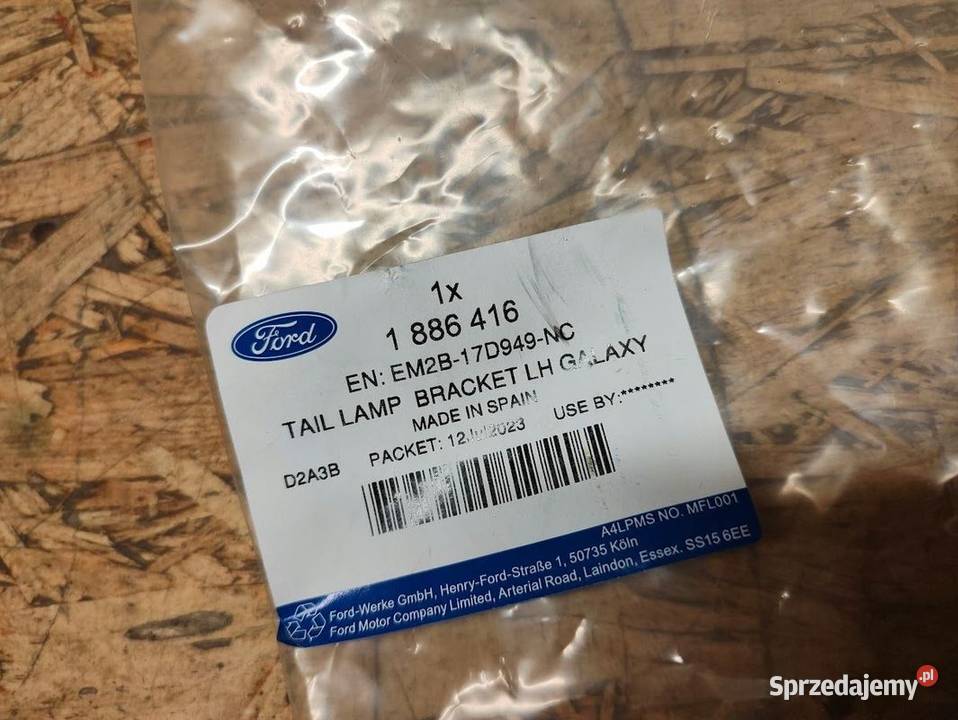 1x
Ford
1 886 416
EN: EM2B-17D949-NC
TAIL LAMP BRACKET LH GALAXY
MADE IN SPAIN
D2A3B PACKET: 12Jul2023 USE BY:********
A4LPMS NO. MFL001
Ford-Werke GmbH, Henry-Ford-Straße 1, 50735 Köln
Ford Motor Company Limited, Arterial Road, Laindon, Essex. SS15 6EE
Sprzedajemy.pl